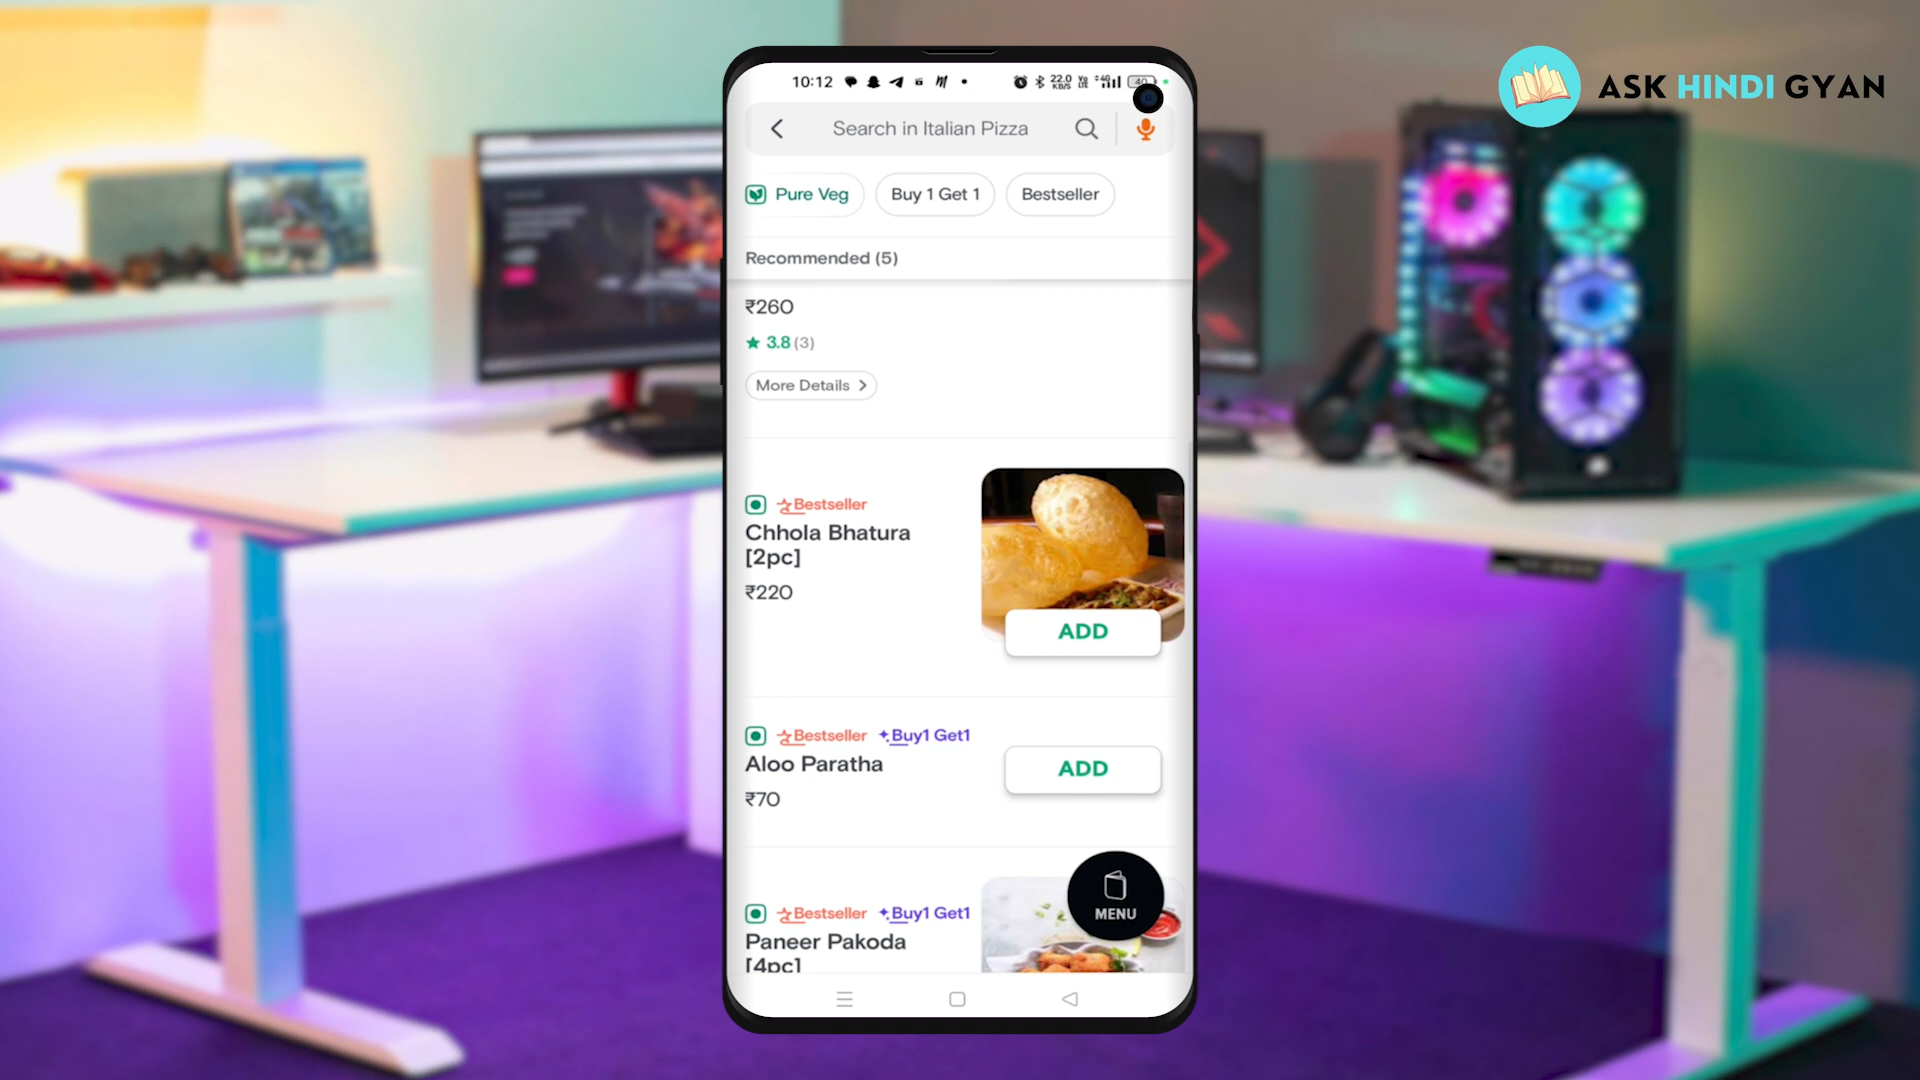 ASK HINDI GYAN
10:12
22.0
KB/S
4G
40
Search in Italian Pizza
Pure Veg
Buy 1 Get 1
Bestseller
Recommended (5)
₹260
3.8 (3)
More Details
Bestseller
Chhola Bhatura
[2pc]
₹220
ADD
Bestseller
Buy1 Get1
Aloo Paratha
₹70
ADD
MENU
Bestseller
Buy1 Get1
Paneer Pakoda
[4pc]